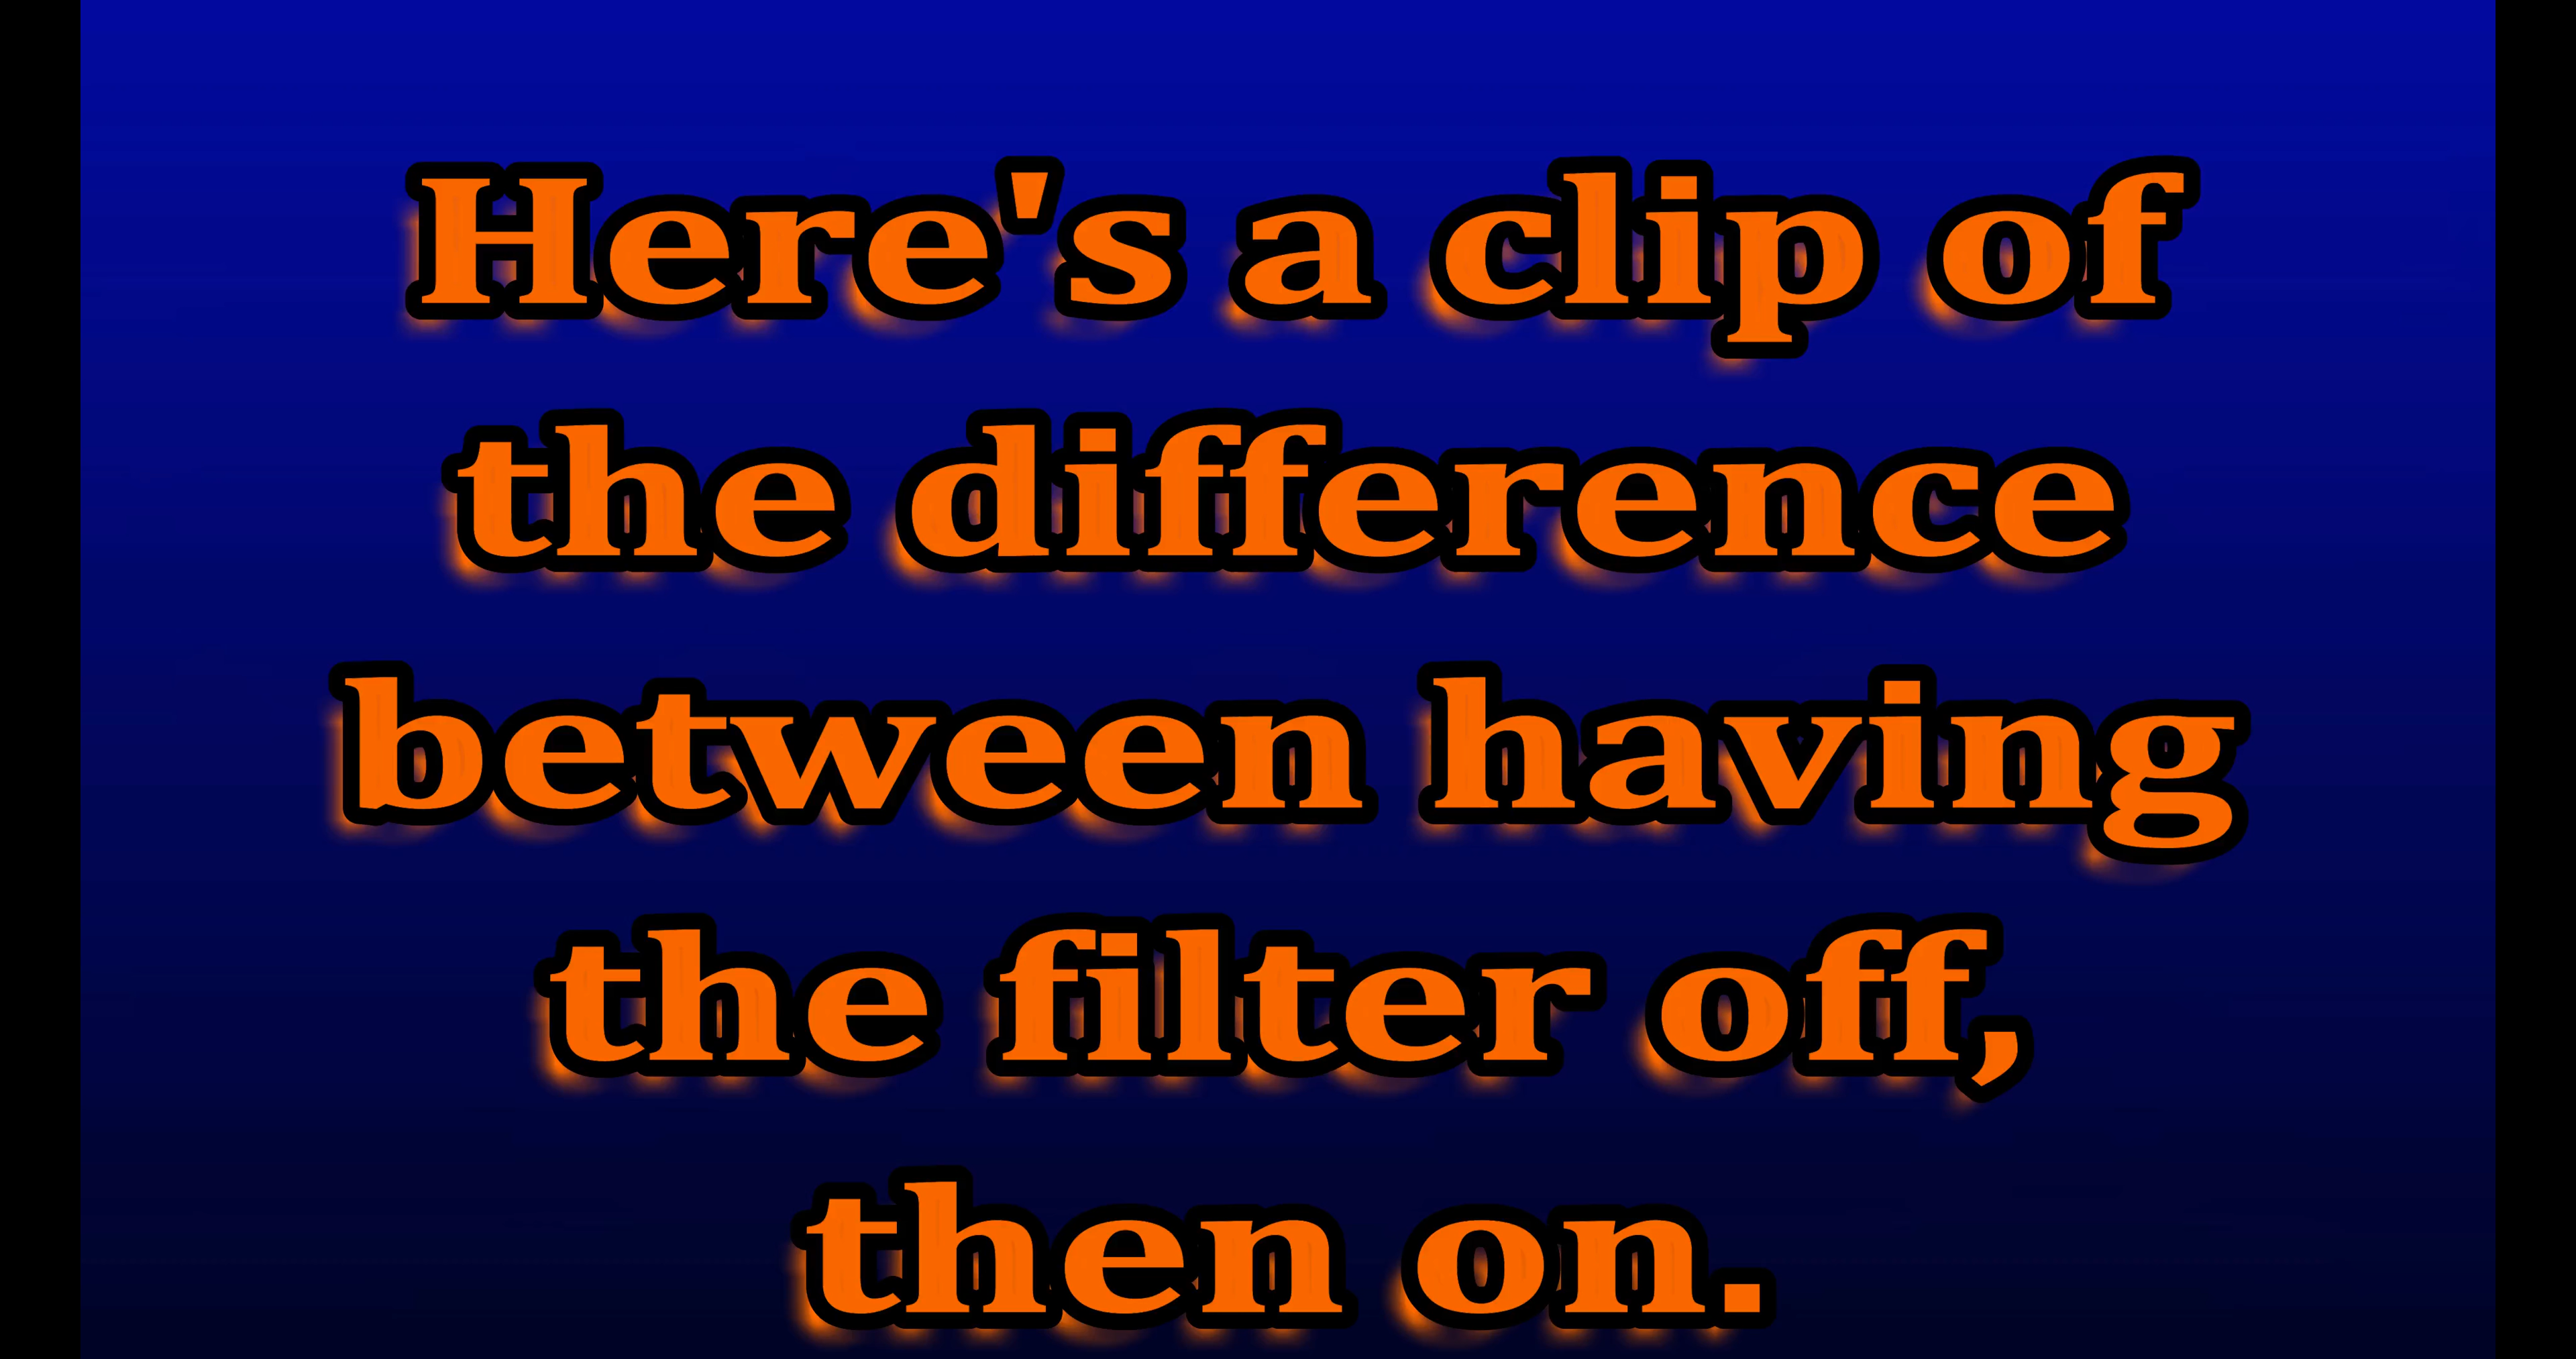 Here's a clip of
the difference
between having
the filter off,
then on.